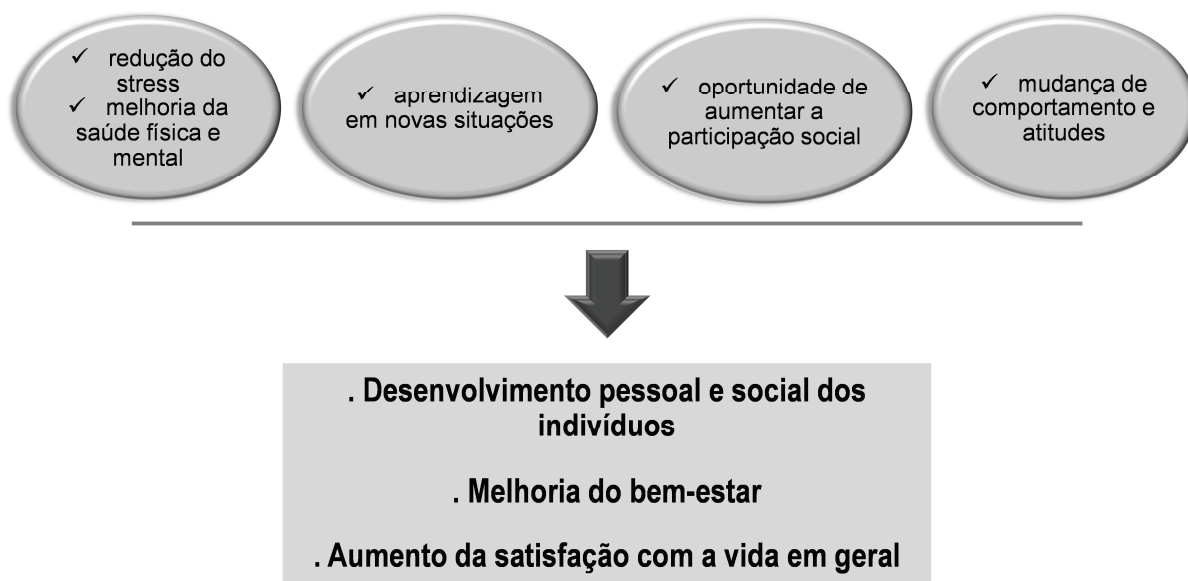 ✓ redução do
stress
✓ melhoria da
saúde física e
mental
✓ aprendizagem
em novas situações
✓ oportunidade de
aumentar a
participação social
✓ mudança de
comportamento e
atitudes
. Desenvolvimento pessoal e social dos
indivíduos
. Melhoria do bem-estar
. Aumento da satisfação com a vida em geral